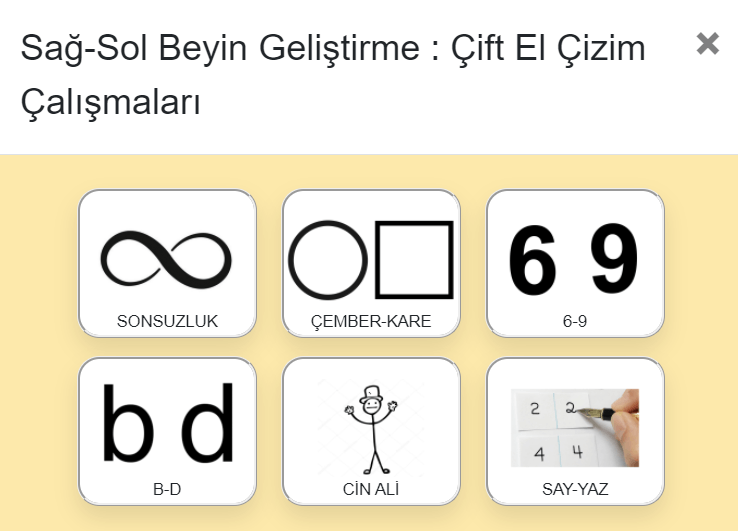 Sağ-Sol Beyin Geliştirme : Çift El Çizim
Çalışmaları
SONSUZLUK
ÇEMBER-KARE
6 9
6-9
b d
B-D
CİN ALİ
2 2
4 4
SAY-YAZ